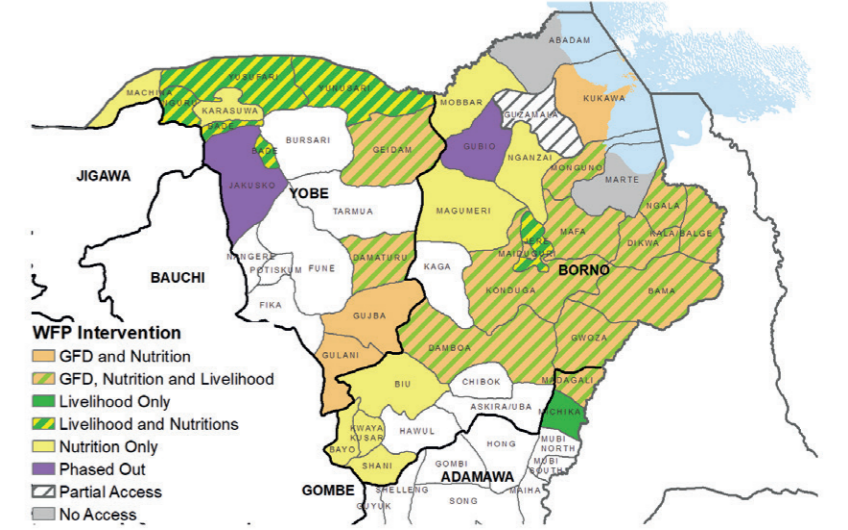 ABADAM
YUSUFARI
MACHINA
YUNUSARI
KUKAWA
MOBBAR
NGURU
KARASUWA
GUZAMALA
BADE
BURSARI
GUBIO
GEIDAM
BADE
NGANZAI
MONGUNO
JIGAWA
MARTE
JAKUSKO
YOBE
NGALA
TARMUA
MAGUMERI
MAFA
KALA/BALGE
JERE
DIKWA
NANGERE
MAIDUGURI
DAMATURU
KAGA
BORNO
POTISKUM
FUNE
BAUCHI
KONDUGA
BAMA
FIKA
GUJBA
WFP Intervention
GFD and Nutrition
GFD, Nutrition and Livelihood
Livelihood Only
Livelihood and Nutritions
Nutrition Only
Phased Out
Partial Access
No Access
GWOZA
DAMBOA
GULANI
MADAGALI
BIU
CHIBOK
ASKIRA/UBA
MICHIKA
KWAYA
KUSAR
HAWUL
HONG
MUBI
NORTH
BAYO
SHANI
GOMBI
MUBI
SOUTH
ADAMAWA
GOMBE
SHELLENG
MAIHA
SONG
GUYUK